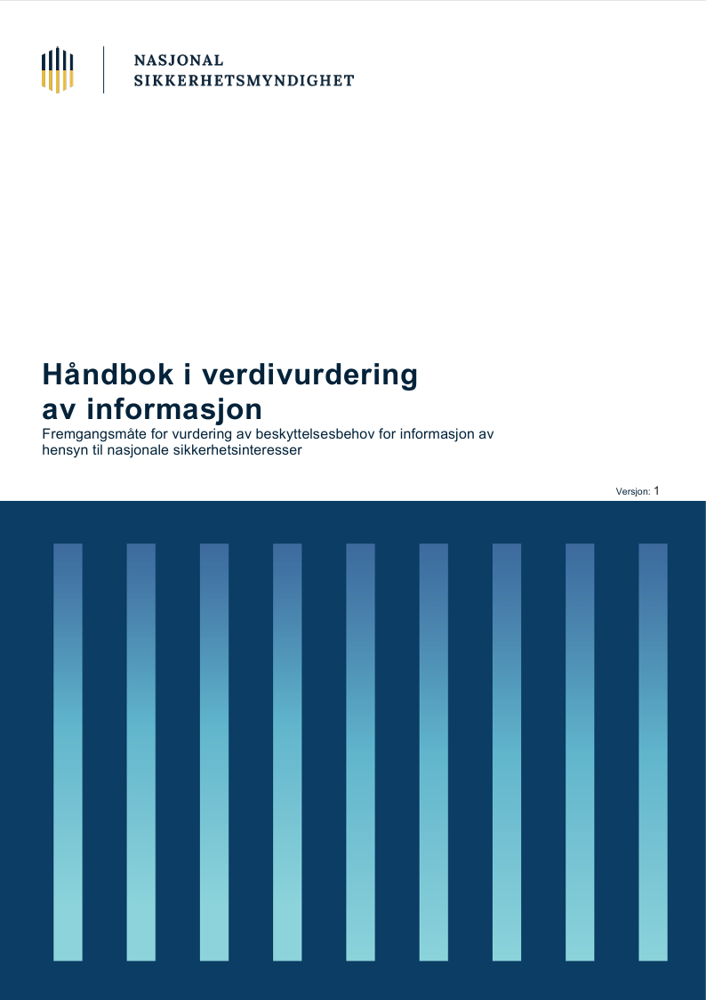 NASJONAL
SIKKERHETSMYNDIGHET
Håndbok i verdivurdering
av informasjon
Fremgangsmåte for vurdering av beskyttelsesbehov for informasjon av
hensyn til nasjonale sikkerhetsinteresser
Versjon: 1